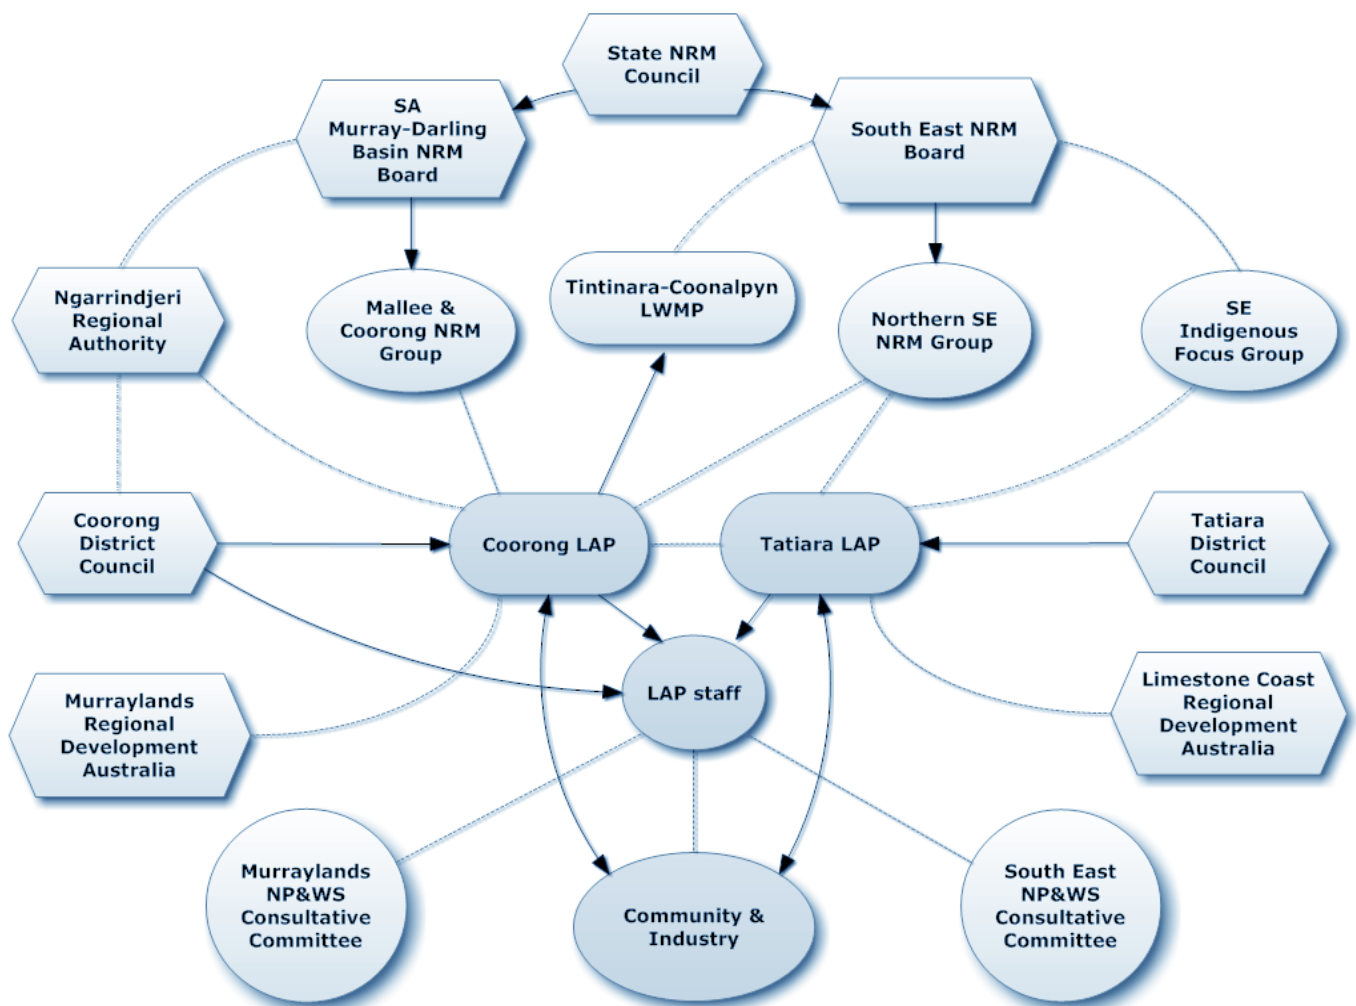 State NRM
Council
SA
Murray-Darling
Basin NRM
Board
South East NRM
Board
Ngarrindjeri
Regional
Authority
Mallee &
Coorong NRM
Group
Tintinara-Coonalpyn
LWMP
Northern SE
NRM Group
SE
Indigenous
Focus Group
Coorong
District
Council
Coorong LAP
Tatiara LAP
Tatiara
District
Council
Murraylands
Regional
Development
Australia
LAP staff
Limestone Coast
Regional
Development
Australia
Murraylands
NP&WS
Consultative
Committee
Community &
Industry
South East
NP&WS
Consultative
Committee